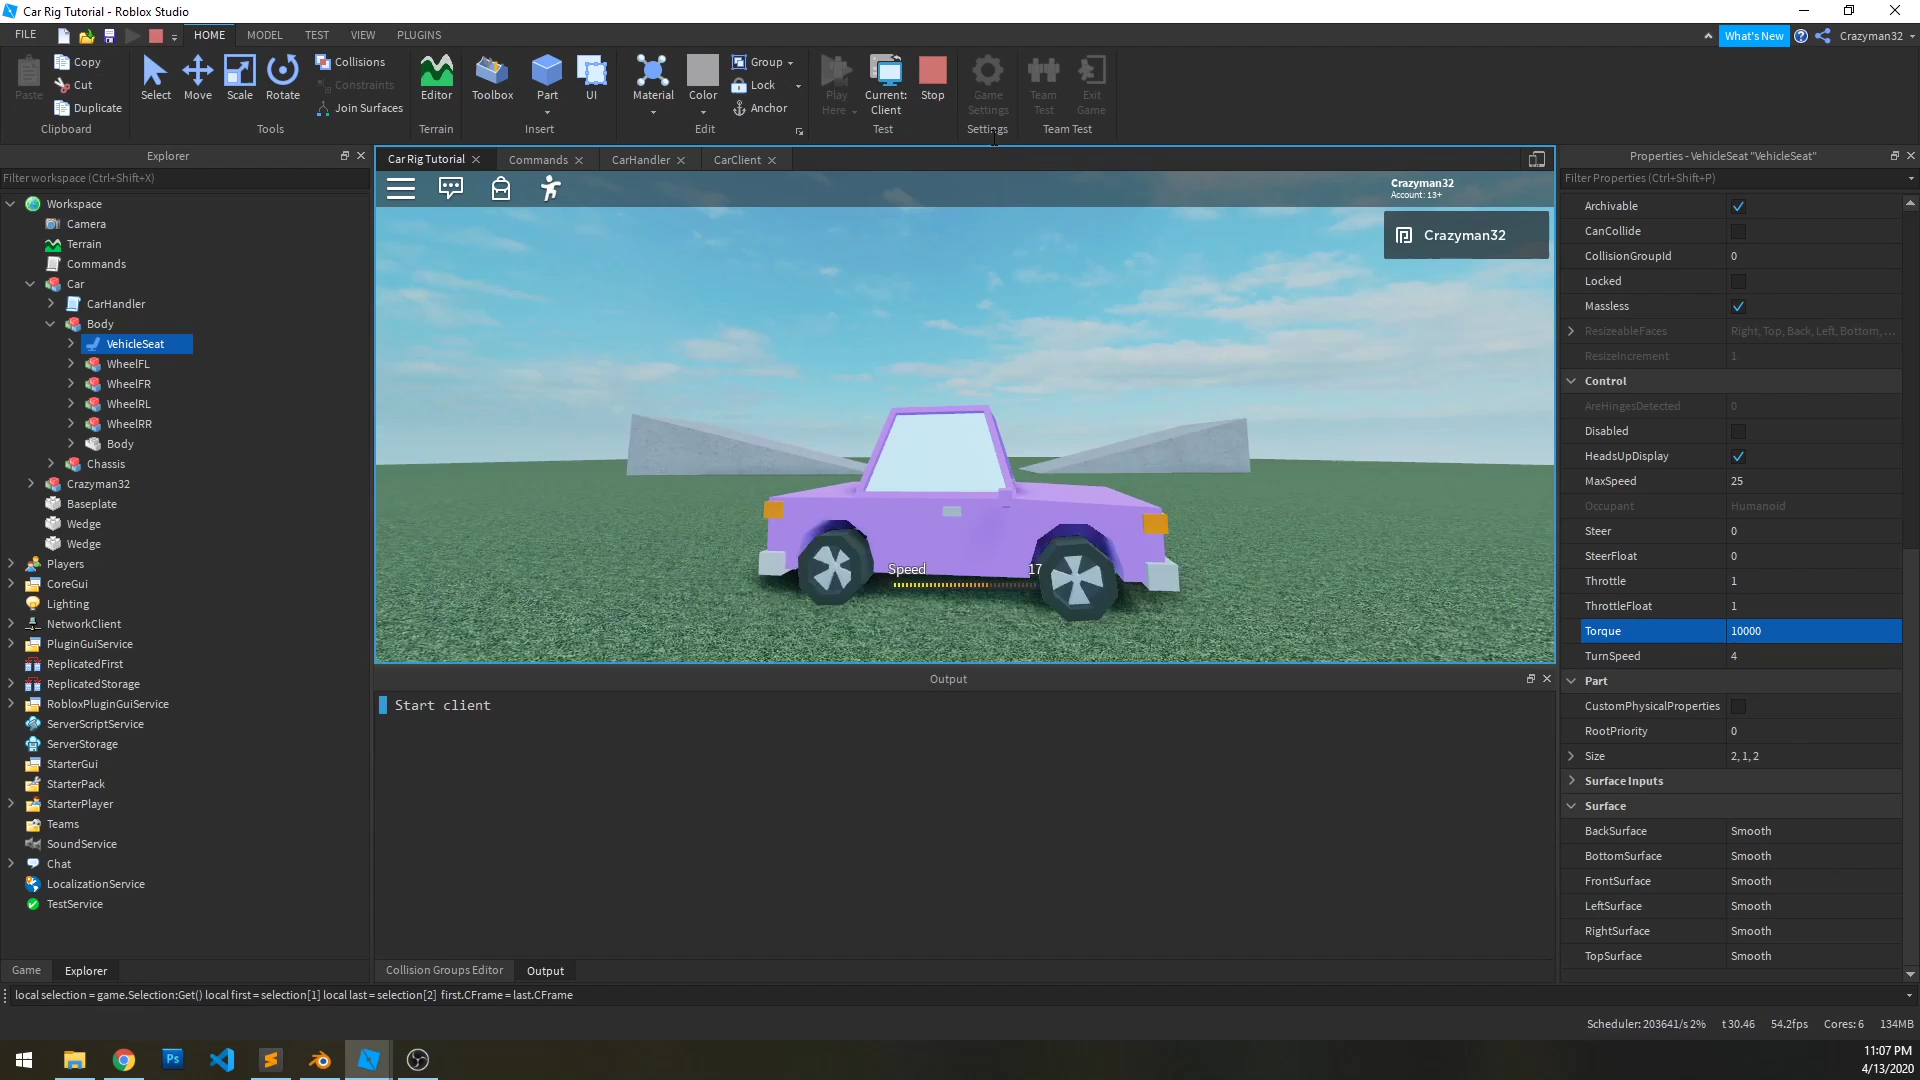 Car Rig Tutorial - Roblox Studio
FILE
HOME
MODEL
TEST
VIEW
PLUGINS
What's New
Crazyman32
Paste
Copy
Cut
Duplicate
Clipboard
Select
Move
Scale
Rotate
Collisions
Constraints
Join Surfaces
Tools
Editor
Terrain
Toolbox
Part
UI
Insert
Material
Color
Group
Lock
Anchor
Edit
Play
Here
Current:
Client
Stop
Test
Game
Settings
Settings
Team
Test
Exit
Game
Team Test
Explorer
Filter workspace (Ctrl+Shift+X)
Workspace
Camera
Terrain
Commands
Car
CarHandler
Body
VehicleSeat
WheelFL
WheelFR
WheelRL
WheelRR
Body
Chassis
Crazyman32
Baseplate
Wedge
Wedge
Players
CoreGui
Lighting
NetworkClient
PluginGuiService
ReplicatedFirst
ReplicatedStorage
RobloxPluginGuiService
ServerScriptService
ServerStorage
StarterGui
StarterPack
StarterPlayer
Teams
SoundService
Chat
LocalizationService
TestService
Game
Explorer
Car Rig Tutorial
Commands
CarHandler
CarClient
Crazyman32
Account: 13+
Crazyman32
Speed 17
Output
Start client
Collision Groups Editor
Output
Properties - VehicleSeat "VehicleSeat"
Filter Properties (Ctrl+Shift+P)
Archivable
CanCollide
CollisionGroupId 0
Locked
Massless
ResizeableFaces Right, Top, Back, Left, Bottom, ...
ResizeIncrement 1
Control
AreHingesDetected 0
Disabled
HeadsUpDisplay
MaxSpeed 25
Occupant Humanoid
Steer 0
SteerFloat 0
Throttle 1
ThrottleFloat 1
Torque 10000
TurnSpeed 4
Part
CustomPhysicalProperties
RootPriority 0
Size 2, 1, 2
Surface Inputs
Surface
BackSurface Smooth
BottomSurface Smooth
FrontSurface Smooth
LeftSurface Smooth
RightSurface Smooth
TopSurface Smooth
local selection = game.Selection:Get() local first = selection[1] local last = selection[2] first.CFrame = last.CFrame
Scheduler: 203641/s 2% t 30.46 54.2fps Cores: 6 134MB
Ps
11:07 PM
4/13/2020